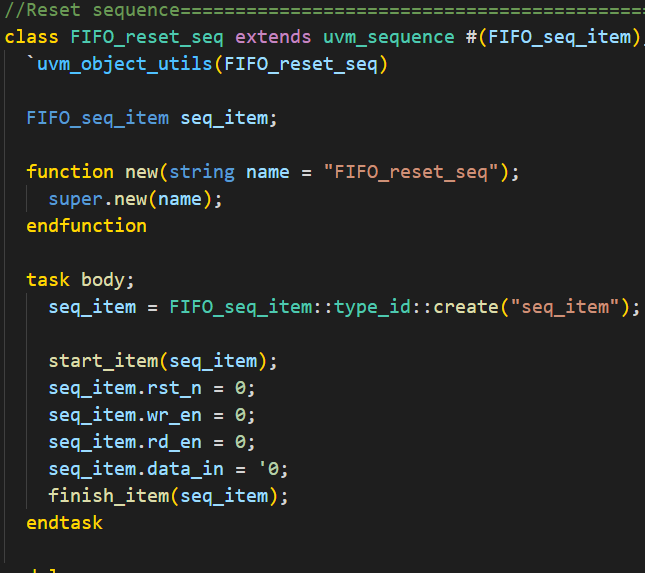 //Reset sequence==========================================
class FIFO_reset_seq extends uvm_sequence #(FIFO_seq_item)
`uvm_object_utils(FIFO_reset_seq)
FIFO_seq_item seq_item;
function new(string name = "FIFO_reset_seq");
super.new(name);
endfunction
task body;
seq_item = FIFO_seq_item::type_id::create("seq_item");
start_item(seq_item);
seq_item.rst_n = 0;
seq_item.wr_en = 0;
seq_item.rd_en = 0;
seq_item.data_in = '0;
finish_item(seq_item);
endtask